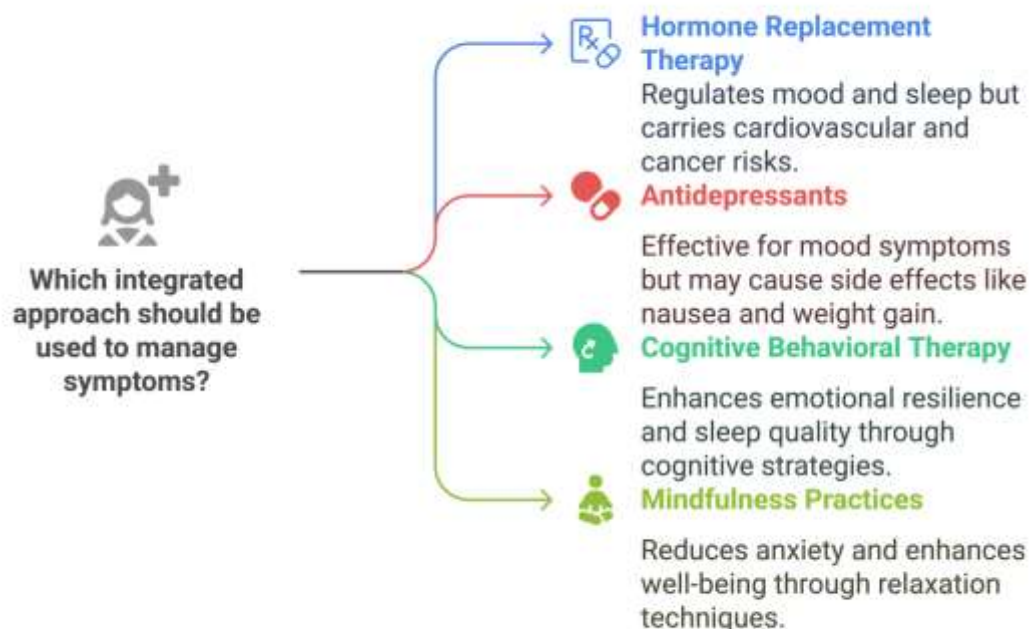 Which integrated
approach should be
used to manage
symptoms?
Hormone Replacement
Therapy
Regulates mood and sleep but
carries cardiovascular and
cancer risks.
Antidepressants
Effective for mood symptoms
but may cause side effects like
nausea and weight gain.
Cognitive Behavioral Therapy
Enhances emotional resilience
and sleep quality through
cognitive strategies.
Mindfulness Practices
Reduces anxiety and enhances
well-being through relaxation
techniques.